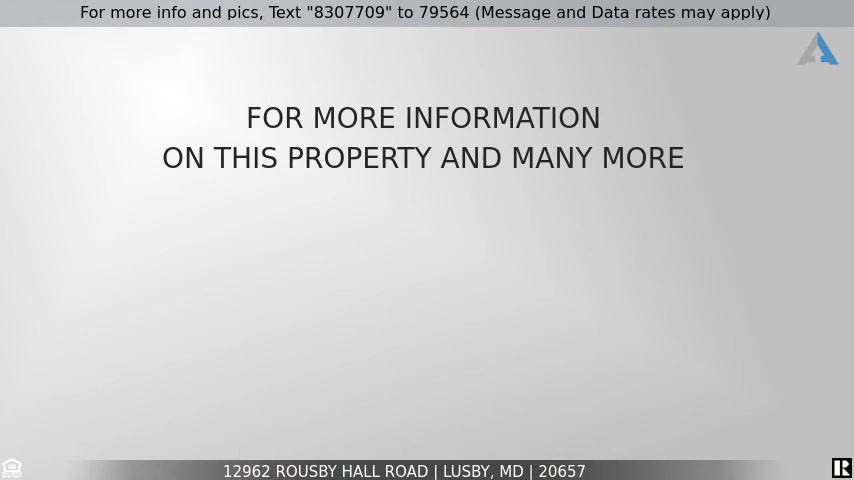 For more info and pics, Text "8307709" to 79564 (Message and Data rates may apply)
FOR MORE INFORMATION
ON THIS PROPERTY AND MANY MORE
12962 ROUSBY HALL ROAD | LUSBY, MD | 20657